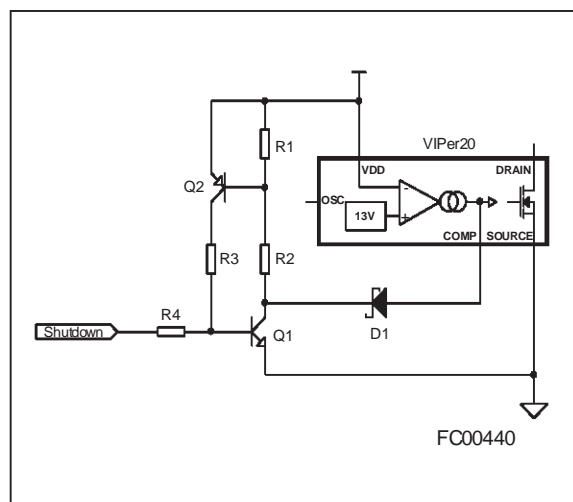 VIPer20
R1
VDD
DRAIN
Q2
-
OSC
13V
+
COMP SOURCE
R3
R2
D1
Shutdown
R4
Q1
FC00440